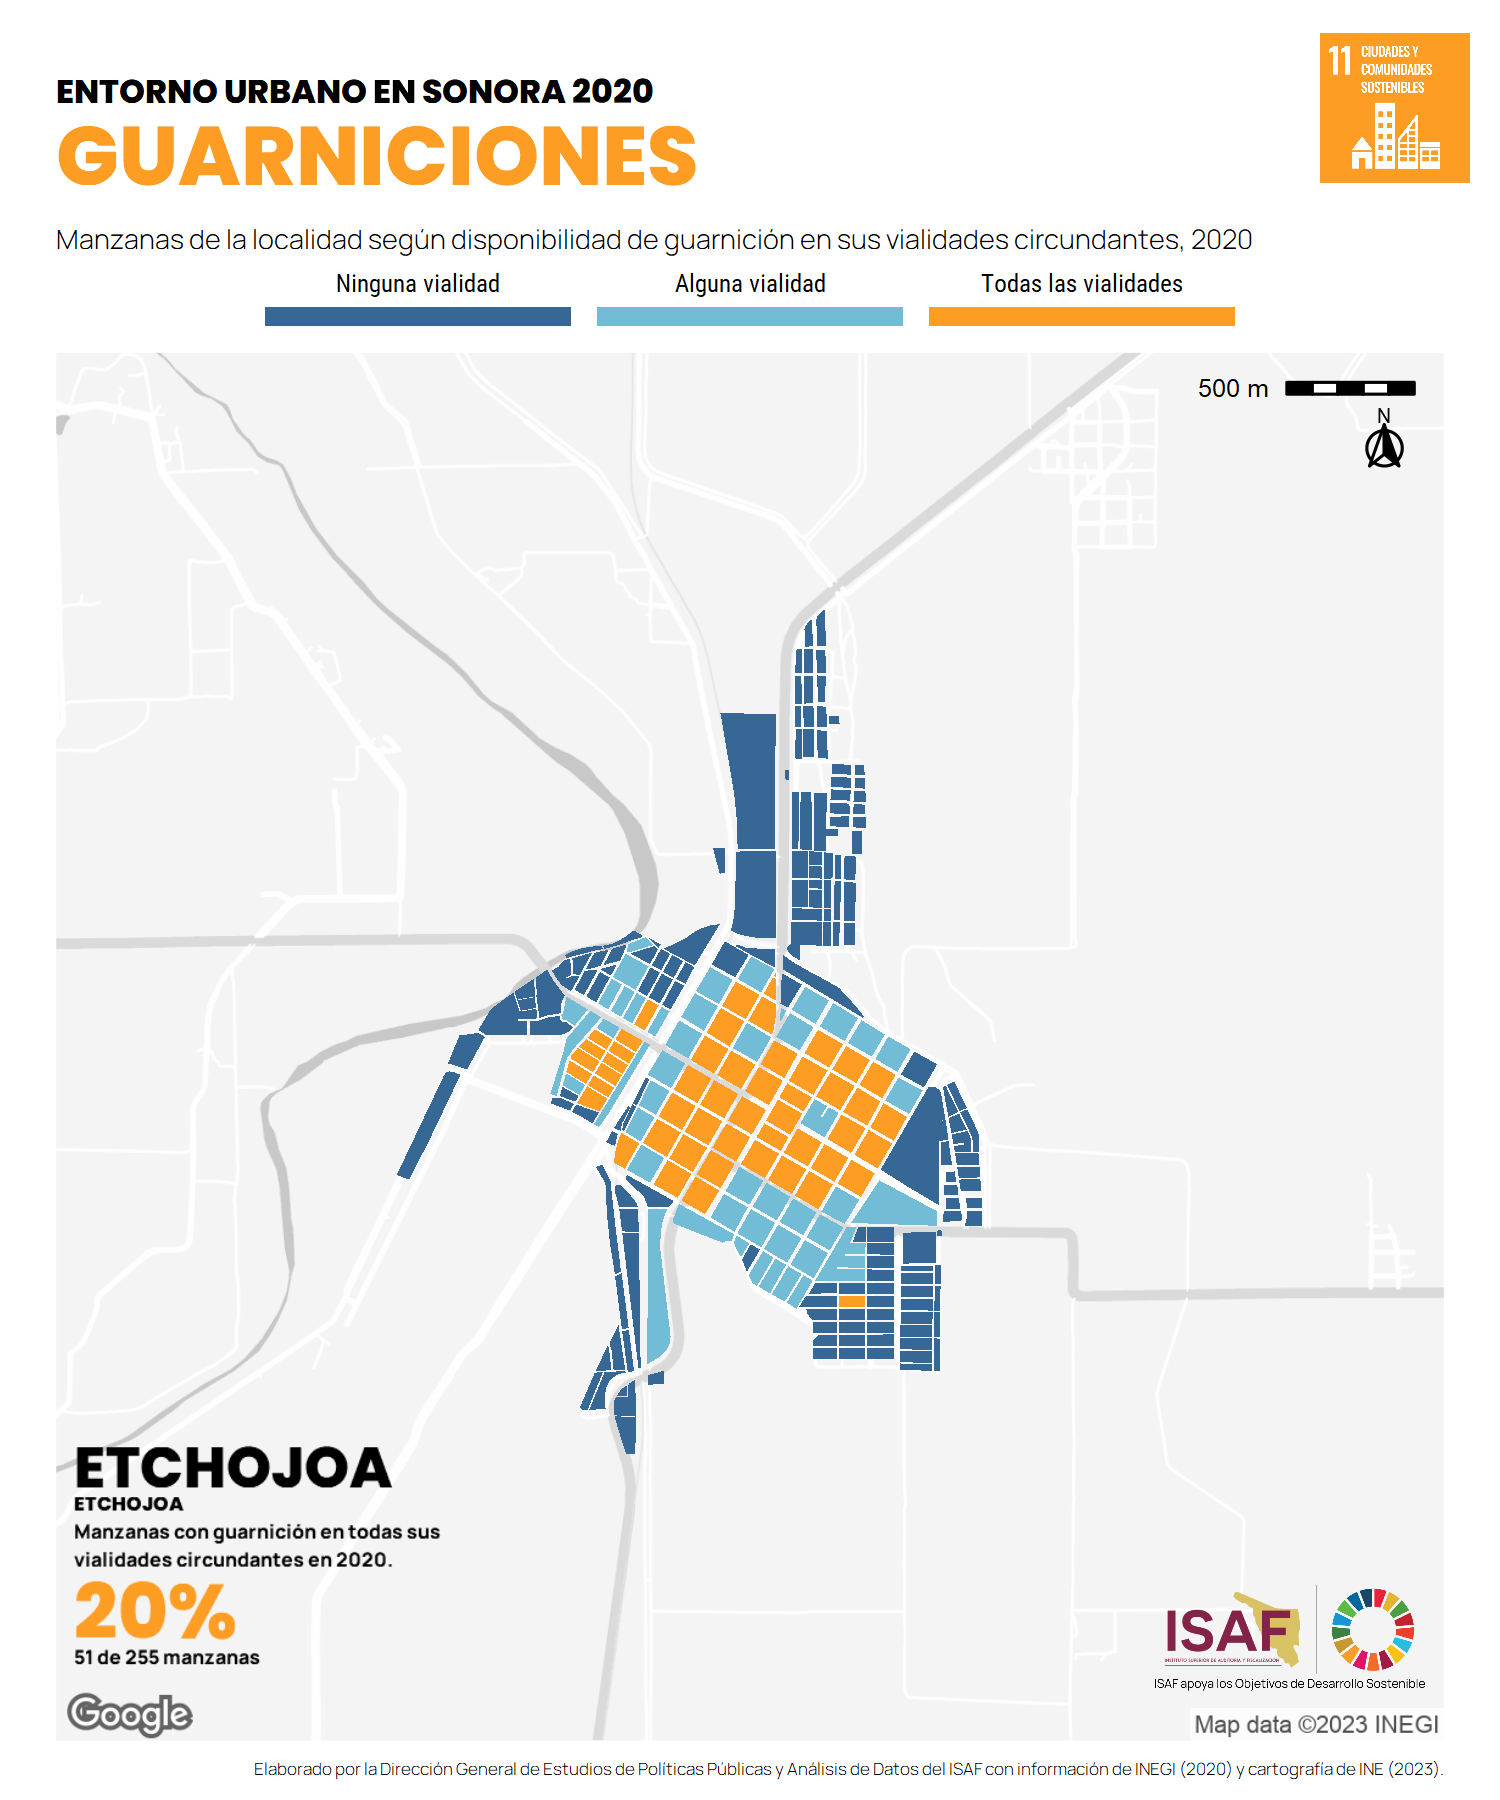 11 CIUDADES Y
COMUNIDADES
SOSTENIBLES
ENTORNO URBANO EN SONORA 2020
GUARNICIONES
Manzanas de la localidad según disponibilidad de guarnición en sus vialidades circundantes, 2020
Ninguna vialidad
Alguna vialidad
Todas las vialidades
500 m
N
ETCHOJOA
ETCHOJOA
Manzanas con guarnición en todas sus
vialidades circundantes en 2020.
20%
51 de 255 manzanas
Google
ISAF
INSTITUTO SUPERIOR DE AUDITORÍA Y FISCALIZACIÓN
ISAF apoya los Objetivos de Desarrollo Sostenible
Map data ©2023 INEGI
Elaborado por la Dirección General de Estudios de Políticas Públicas y Análisis de Datos del ISAF con información de INEGI (2020) y cartografía de INE (2023).